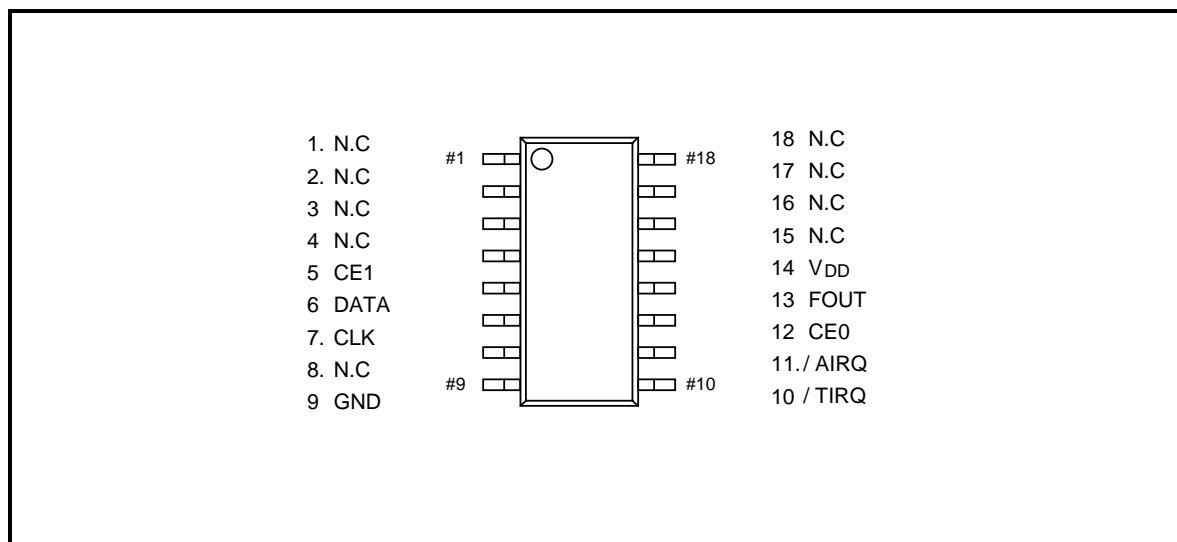 1. N.C
2. N.C
3 N.C
4 N.C
5 CE1
6 DATA
7. CLK
8. N.C
9 GND
#1
#9
#18
#10
18 N.C
17 N.C
16 N.C
15 N.C
14 VDD
13 FOUT
12 CE0
11./ AIRQ
10 / TIRQ